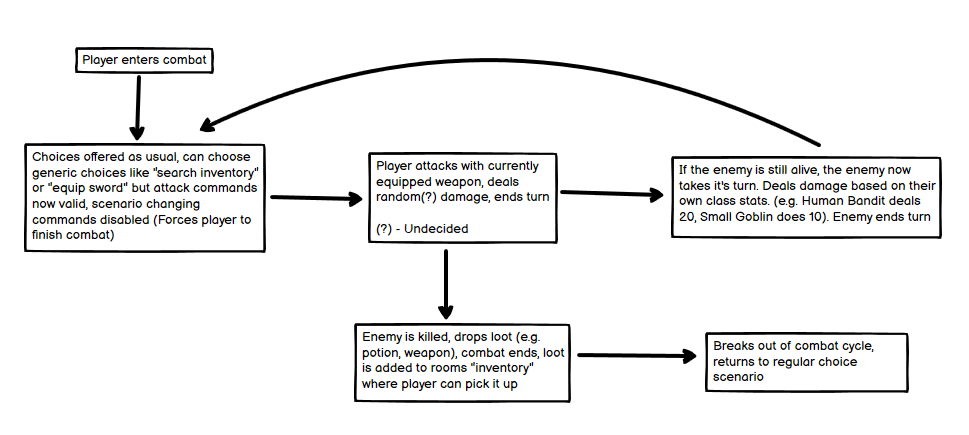 Player enters combat
Choices offered as usual, can choose
generic choices like "search inventory"
or "equip sword" but attack commands
now valid, scenario changing
commands disabled (Forces player to
finish combat)
Player attacks with currently
equipped weapon, deals
random(?) damage, ends turn
(?) - Undecided
If the enemy is still alive, the enemy now
takes it's turn. Deals damage based on their
own class stats. (e.g. Human Bandit deals
20, Small Goblin does 10). Enemy ends turn
Enemy is killed, drops loot (e.g.
potion, weapon), combat ends, loot
is added to rooms "inventory"
where player can pick it up
Breaks out of combat cycle,
returns to regular choice
scenario